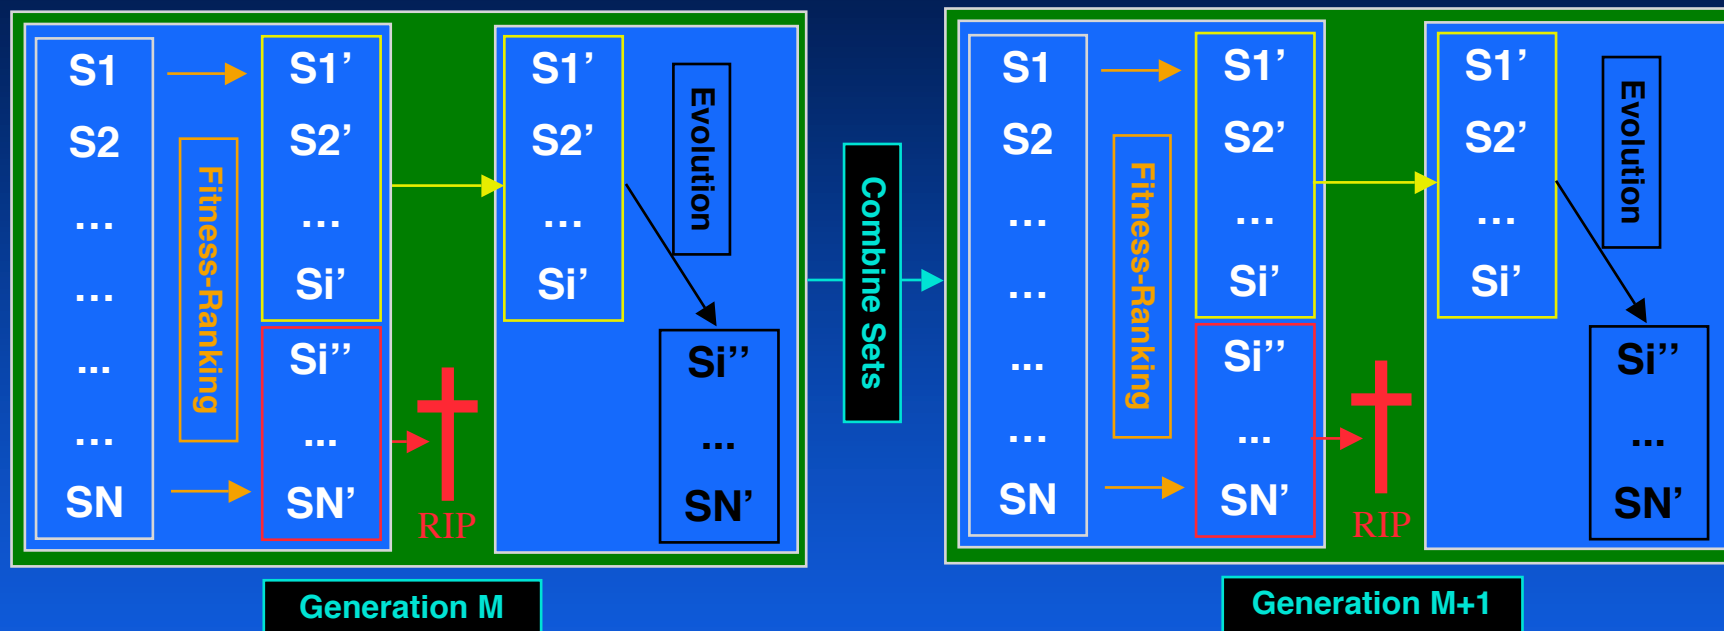 S1
S2
…
…
...
…
SN
Fitness-Ranking
S1’
S2’
…
Si’
Si’’
...
SN’
RIP
S1’
S2’
…
Si’
Evolution
Si’’
...
SN’
Generation M
Combine Sets
S1
S2
…
…
...
…
SN
Fitness-Ranking
S1’
S2’
…
Si’
Si’’
...
SN’
RIP
S1’
S2’
…
Si’
Evolution
Si’’
...
SN’
Generation M+1